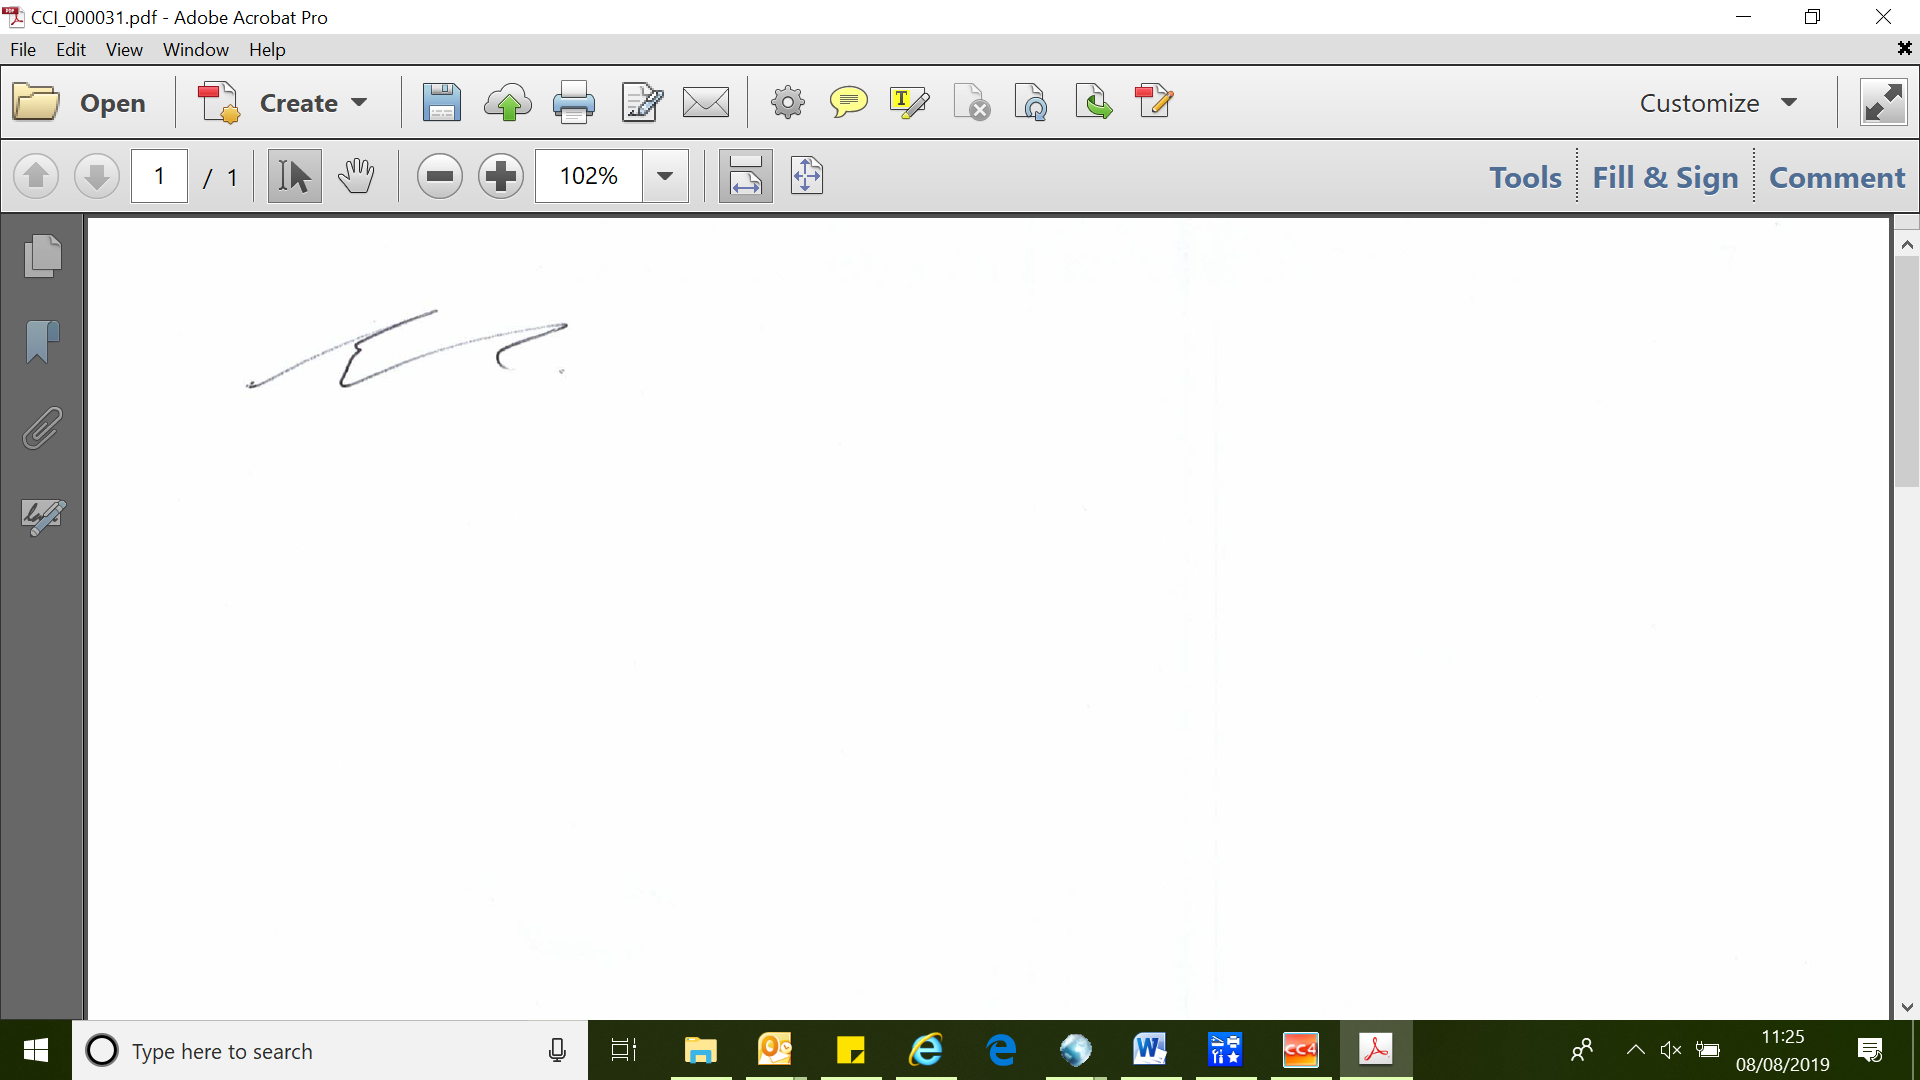 CCI_000031.pdf - Adobe Acrobat Pro
File Edit View Window Help
Open Create Customize
1 / 1 102% Tools Fill & Sign Comment
Type here to search
CC4
11:25
08/08/2019